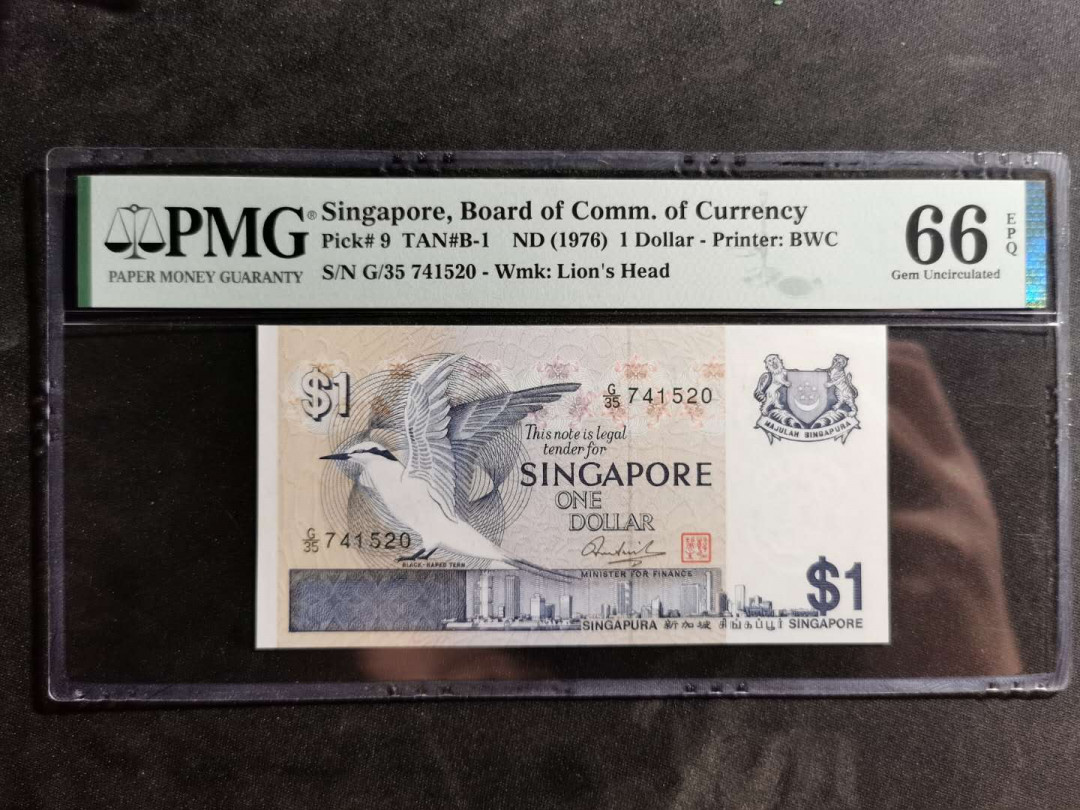 PMG®
PAPER MONEY GUARANTY
Singapore, Board of Comm. of Currency
Pick# 9 TAN#B-1 ND (1976) 1 Dollar - Printer: BWC
S/N G/35 741520 - Wmk: Lion's Head
66 EPQ
Gem Uncirculated
$1
G/35 741520
MAJULAH SINGAPURA
This note is legal
tender for
SINGAPORE
ONE
DOLLAR
G/35 741520
BLACK-NAPED TERN
MINISTER FOR FINANCE
$1
SINGAPURA 新加坡 சிங்கப்பூர் SINGAPORE